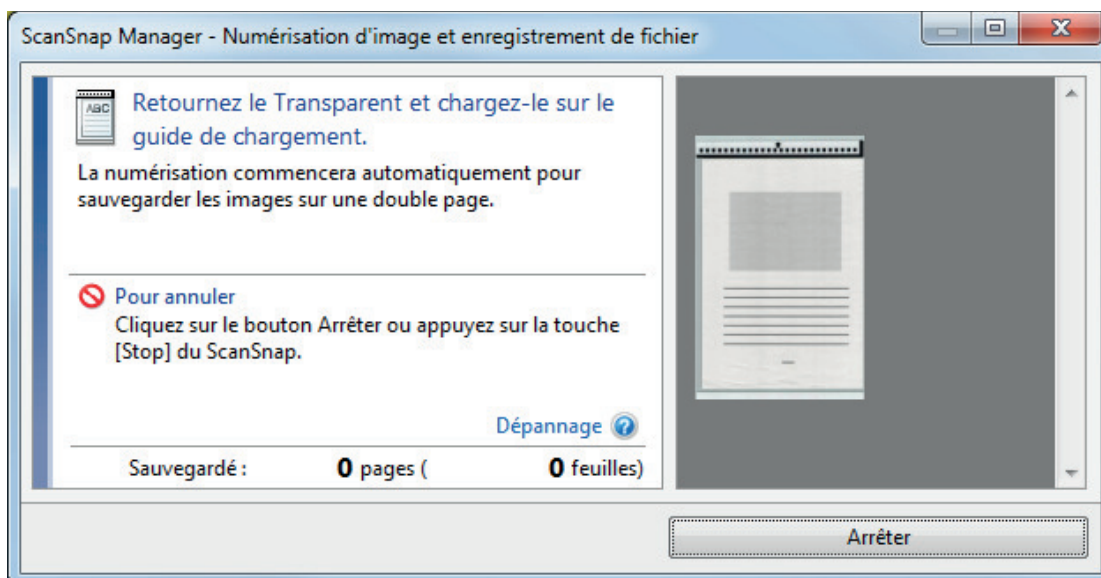 ScanSnap Manager - Numérisation d'image et enregistrement de fichier
ABC
Retournez le Transparent et chargez-le sur le
guide de chargement.
La numérisation commencera automatiquement pour
sauvegarder les images sur une double page.
Pour annuler
Cliquez sur le bouton Arrêter ou appuyez sur la touche
[Stop] du ScanSnap.
Dépannage ?
Sauvegardé : 0 pages ( 0 feuilles)
Arrêter